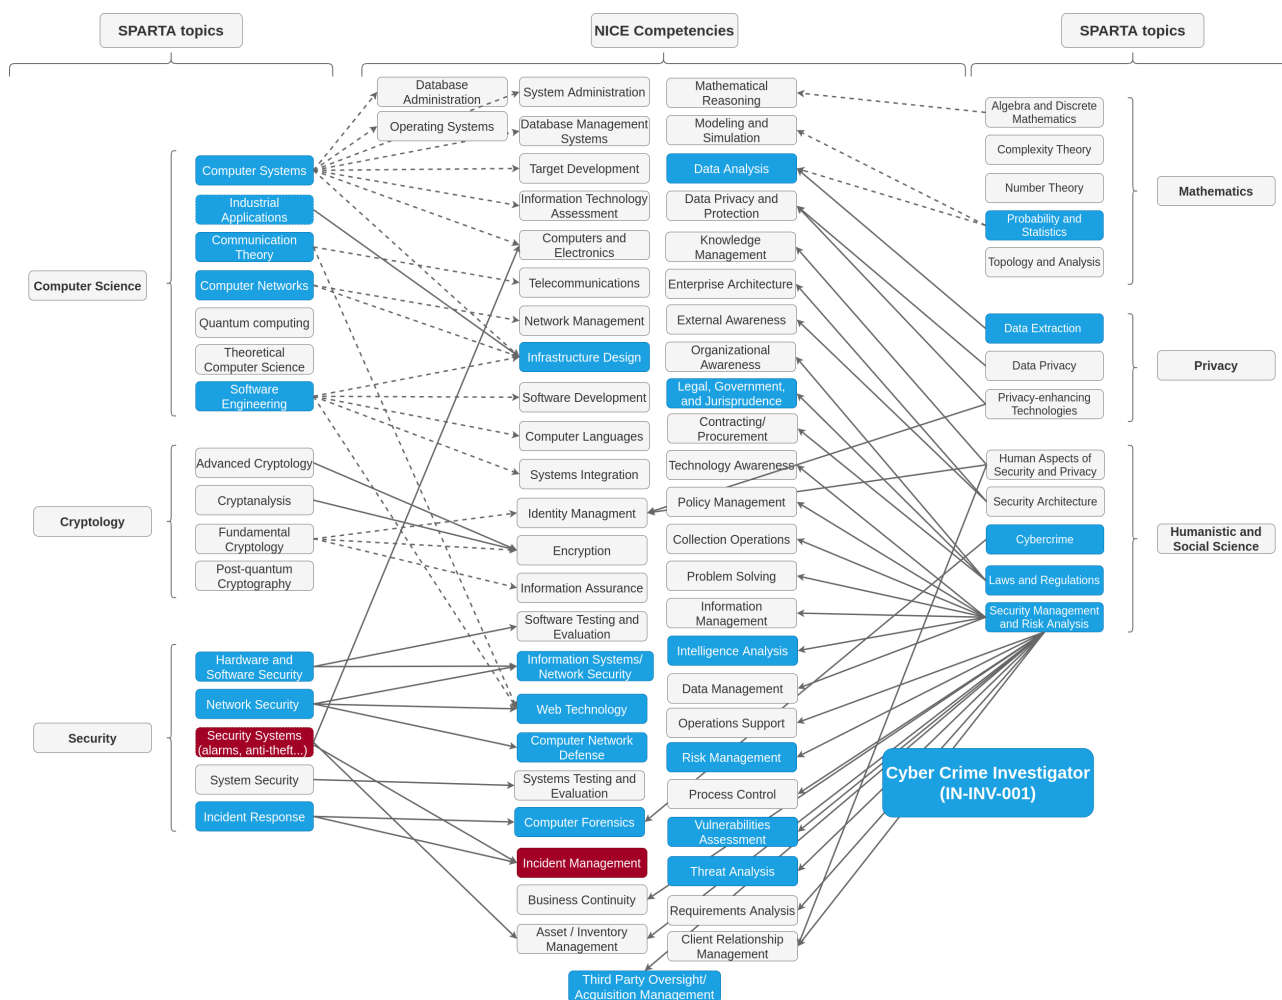 SPARTA topics
NICE Competencies
SPARTA topics
Computer Science
Computer Systems
Industrial
Applications
Communication
Theory
Computer Networks
Quantum computing
Theoretical
Computer Science
Software
Engineering
Cryptology
Advanced Cryptology
Cryptanalysis
Fundamental
Cryptology
Post-quantum
Cryptography
Security
Hardware and
Software Security
Network Security
Security Systems
(alarms, anti-theft...)
System Security
Incident Response
Database
Administration
Operating Systems
System Administration
Database Management
Systems
Target Development
Information Technology
Assessment
Computers and
Electronics
Telecommunications
Network Management
Infrastructure Design
Software Development
Computer Languages
Systems Integration
Identity Managment
Encryption
Information Assurance
Software Testing and
Evaluation
Information Systems/
Network Security
Web Technology
Computer Network
Defense
Systems Testing and
Evaluation
Computer Forensics
Incident Management
Business Continuity
Asset / Inventory
Management
Third Party Oversight/
Acquisition Management
Mathematical
Reasoning
Modeling and
Simulation
Data Analysis
Data Privacy and
Protection
Knowledge
Management
Enterprise Architecture
External Awareness
Organizational
Awareness
Legal, Government,
and Jurisprudence
Contracting/
Procurement
Technology Awareness
Policy Management
Collection Operations
Problem Solving
Information
Management
Intelligence Analysis
Data Management
Operations Support
Risk Management
Process Control
Vulnerabilities
Assessment
Threat Analysis
Requirements Analysis
Client Relationship
Management
Algebra and Discrete
Mathematics
Complexity Theory
Number Theory
Probability and
Statistics
Topology and Analysis
Mathematics
Data Extraction
Data Privacy
Privacy-enhancing
Technologies
Privacy
Human Aspects of
Security and Privacy
Security Architecture
Cybercrime
Laws and Regulations
Security Management
and Risk Analysis
Humanistic and
Social Science
Cyber Crime Investigator
(IN-INV-001)